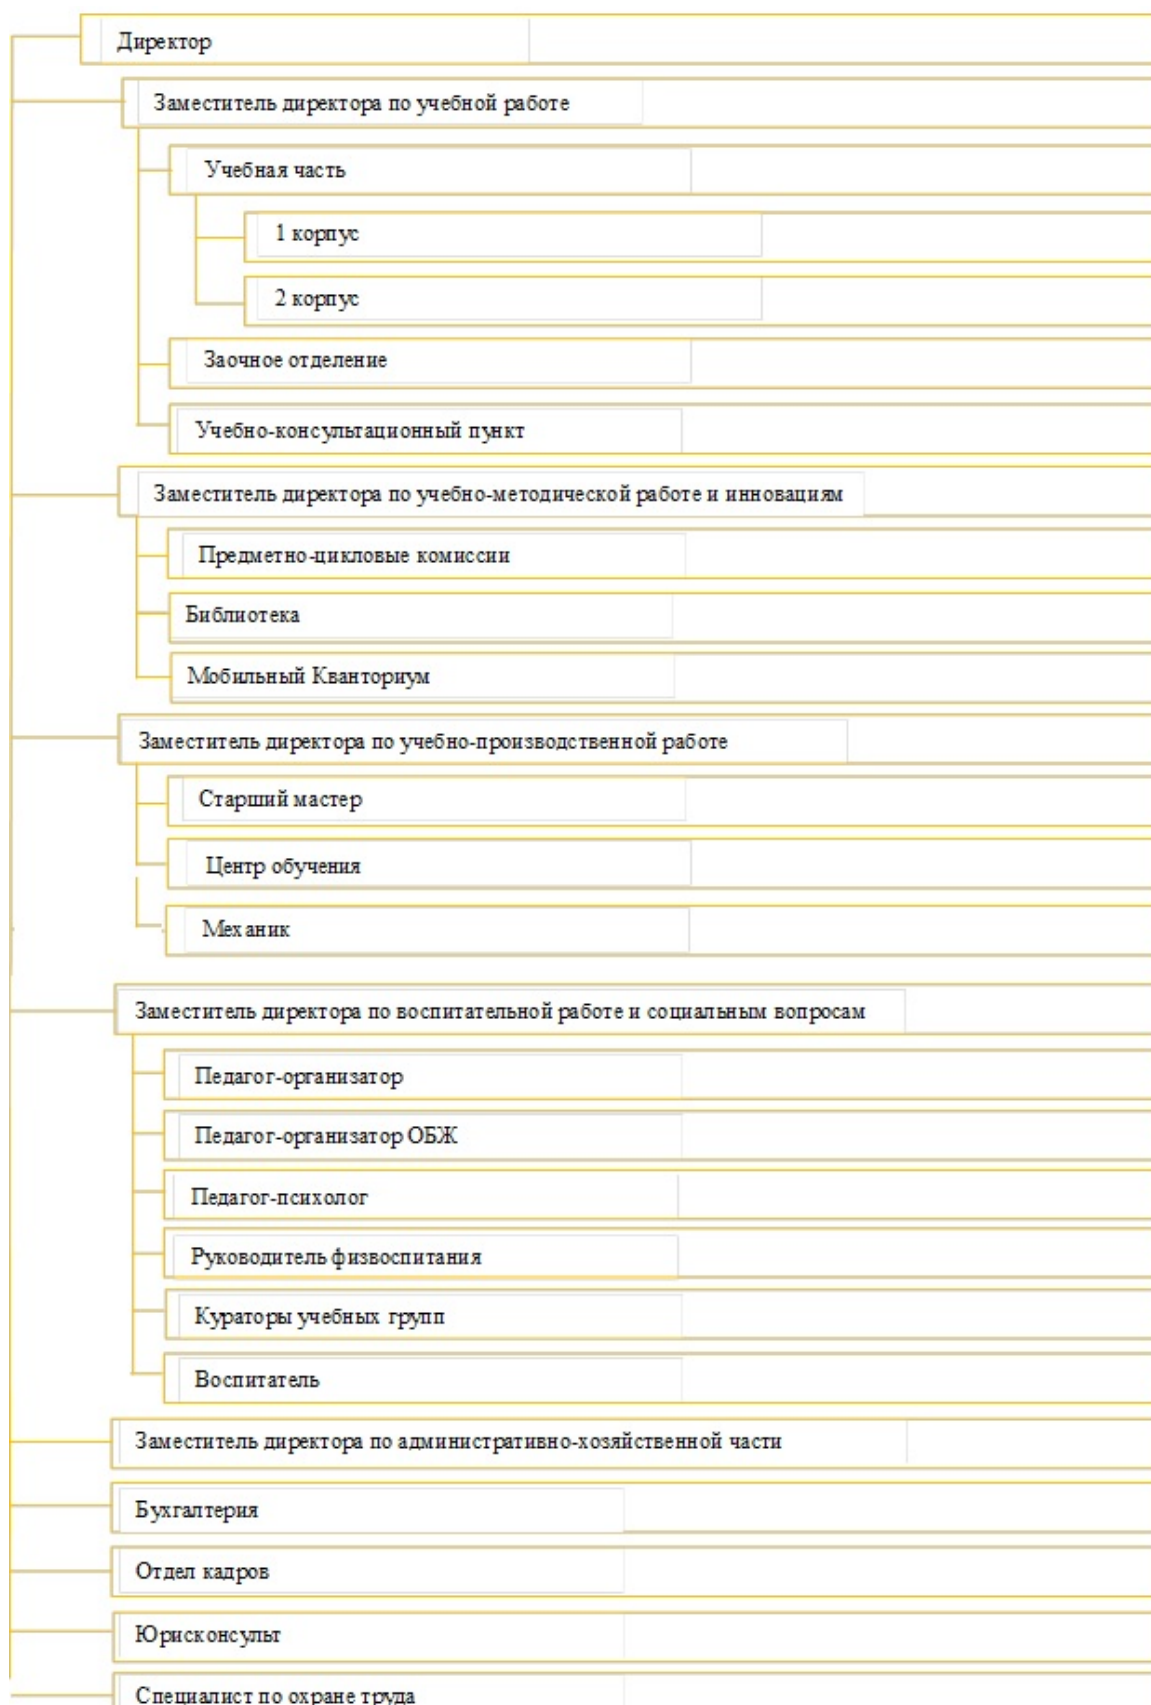 Директор
Заместитель директора по учебной работе
Учебная часть
1 корпус
2 корпус
Заочное отделение
Учебно-консультационный пункт
Заместитель директора по учебно-методической работе и инновациям
Предметно-цикловые комиссии
Библиотека
Мобильный Кванториум
Заместитель директора по учебно-производственной работе
Старший мастер
Центр обучения
Механик
Заместитель директора по воспитательной работе и социальным вопросам
Педагог-организатор
Педагог-организатор ОБЖ
Педагог-психолог
Руководитель физвоспитания
Кураторы учебных групп
Воспитатель
Заместитель директора по административно-хозяйственной части
Бухгалтерия
Отдел кадров
Юрисконсульт
Специалист по охране труда